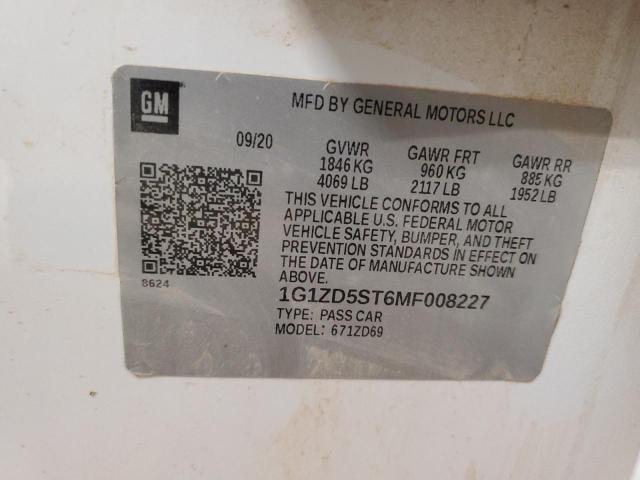 GM
MFD BY GENERAL MOTORS LLC
09/20
GVWR
1846 KG
4069 LB
GAWR FRT
960 KG
2117 LB
GAWR RR
885 KG
1952 LB
THIS VEHICLE CONFORMS TO ALL
APPLICABLE U.S. FEDERAL MOTOR
VEHICLE SAFETY, BUMPER, AND THEFT
PREVENTION STANDARDS IN EFFECT ON
THE DATE OF MANUFACTURE SHOWN
ABOVE.
8624
1G1ZD5ST6MF008227
TYPE: PASS CAR
MODEL: 671ZD69